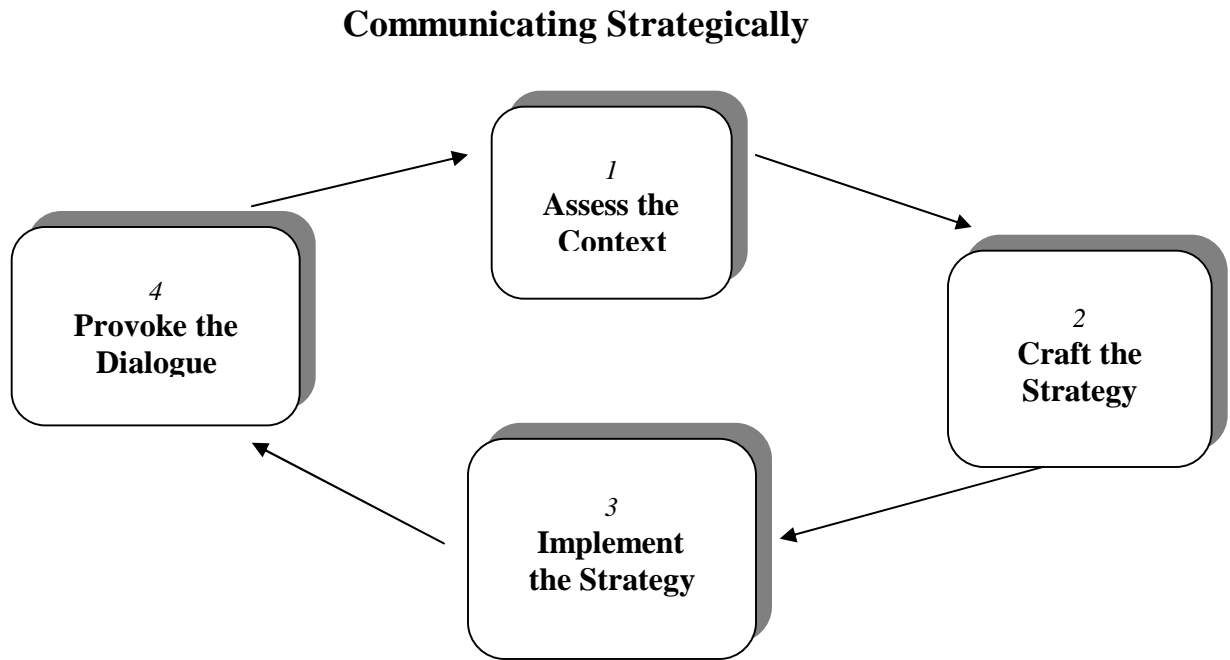 Communicating Strategically
1
Assess the
Context
2
Craft the
Strategy
3
Implement
the Strategy
4
Provoke the
Dialogue